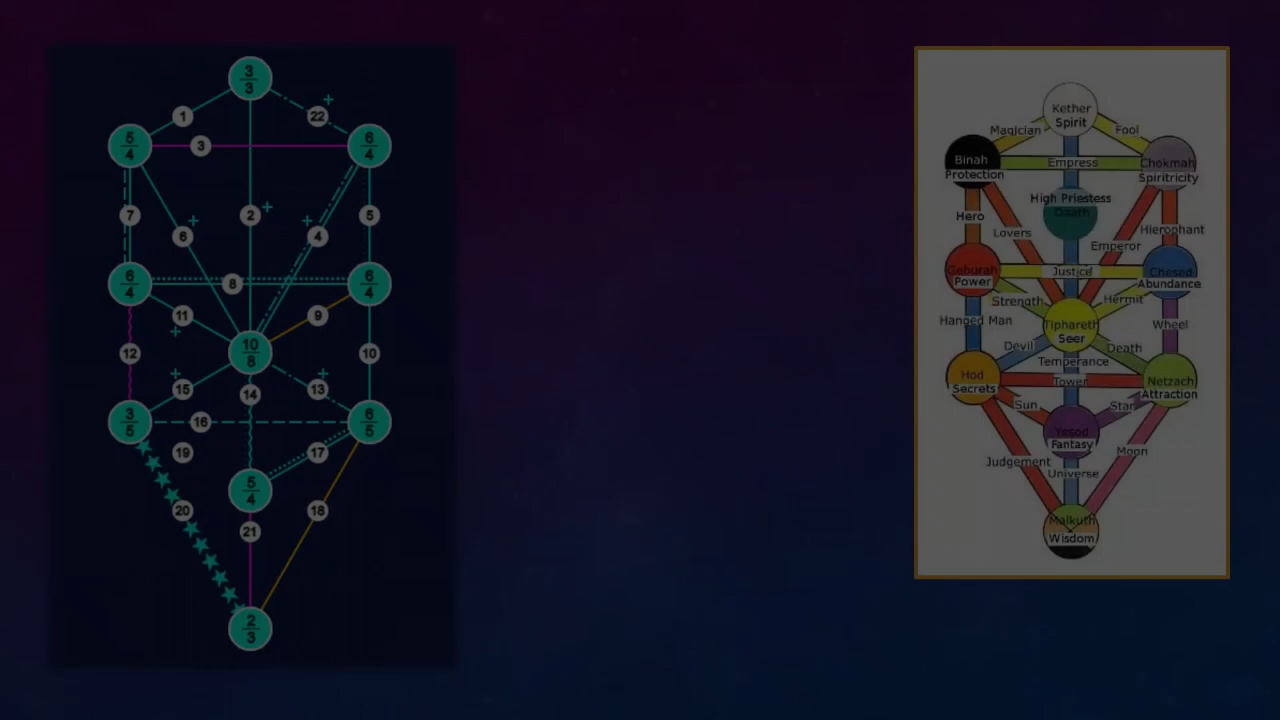 3
3
1
22
+
5
4
3
6
4
7
6
+
2
+
+
4
5
6
4
8
6
4
11
+
9
12
10
8
10
+
15
14
+
13
3
5
16
6
5
19
17
5
4
20
18
21
2
3
Kether
Spirit
Magician
Fool
Binah
Protection
Empress
Chokmah
Spiritricity
High Priestess
Daath
Hero
Lovers
Emperor
Hierophant
Geburah
Power
Justice
Chesed
Abundance
Strength
Hermit
Hanged Man
Tiphareth
Seer
Wheel
Devil
Death
Temperance
Hod
Secrets
Tower
Netzach
Attraction
Sun
Star
Yesod
Fantasy
Judgement
Moon
Universe
Malkuth
Wisdom